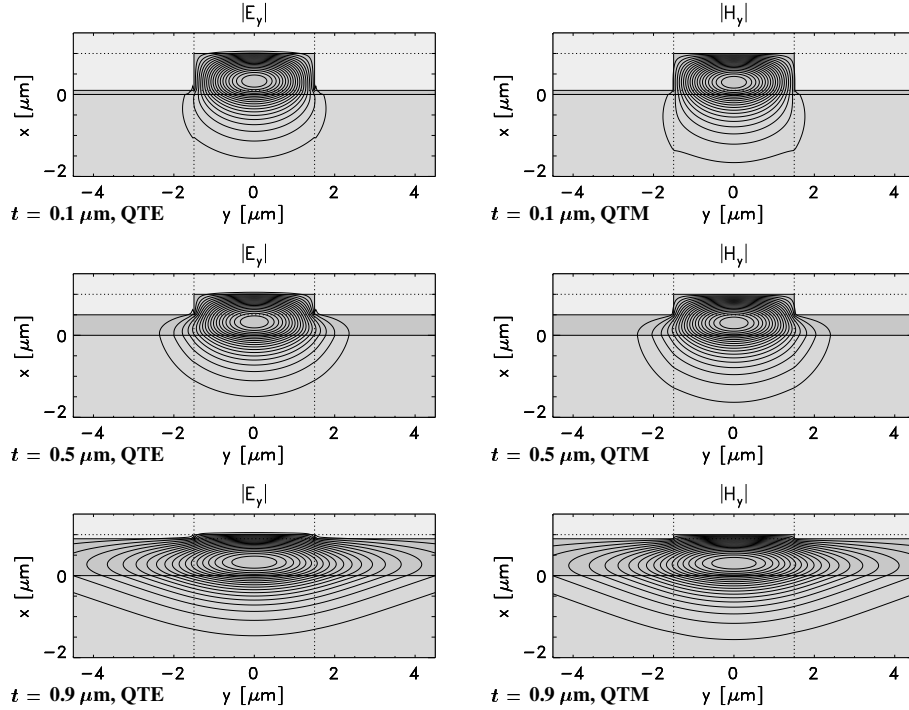 |E_y| |H_y|
x [μm] 0 −2 x [μm] 0 −2
−4 −2 0 2 4 −4 −2 0 2 4
t = 0.1 μm, QTE y [μm] t = 0.1 μm, QTM y [μm]
|E_y| |H_y|
x [μm] 0 −2 x [μm] 0 −2
−4 −2 0 2 4 −4 −2 0 2 4
t = 0.5 μm, QTE y [μm] t = 0.5 μm, QTM y [μm]
|E_y| |H_y|
x [μm] 0 −2 x [μm] 0 −2
−4 −2 0 2 4 −4 −2 0 2 4
t = 0.9 μm, QTE y [μm] t = 0.9 μm, QTM y [μm]